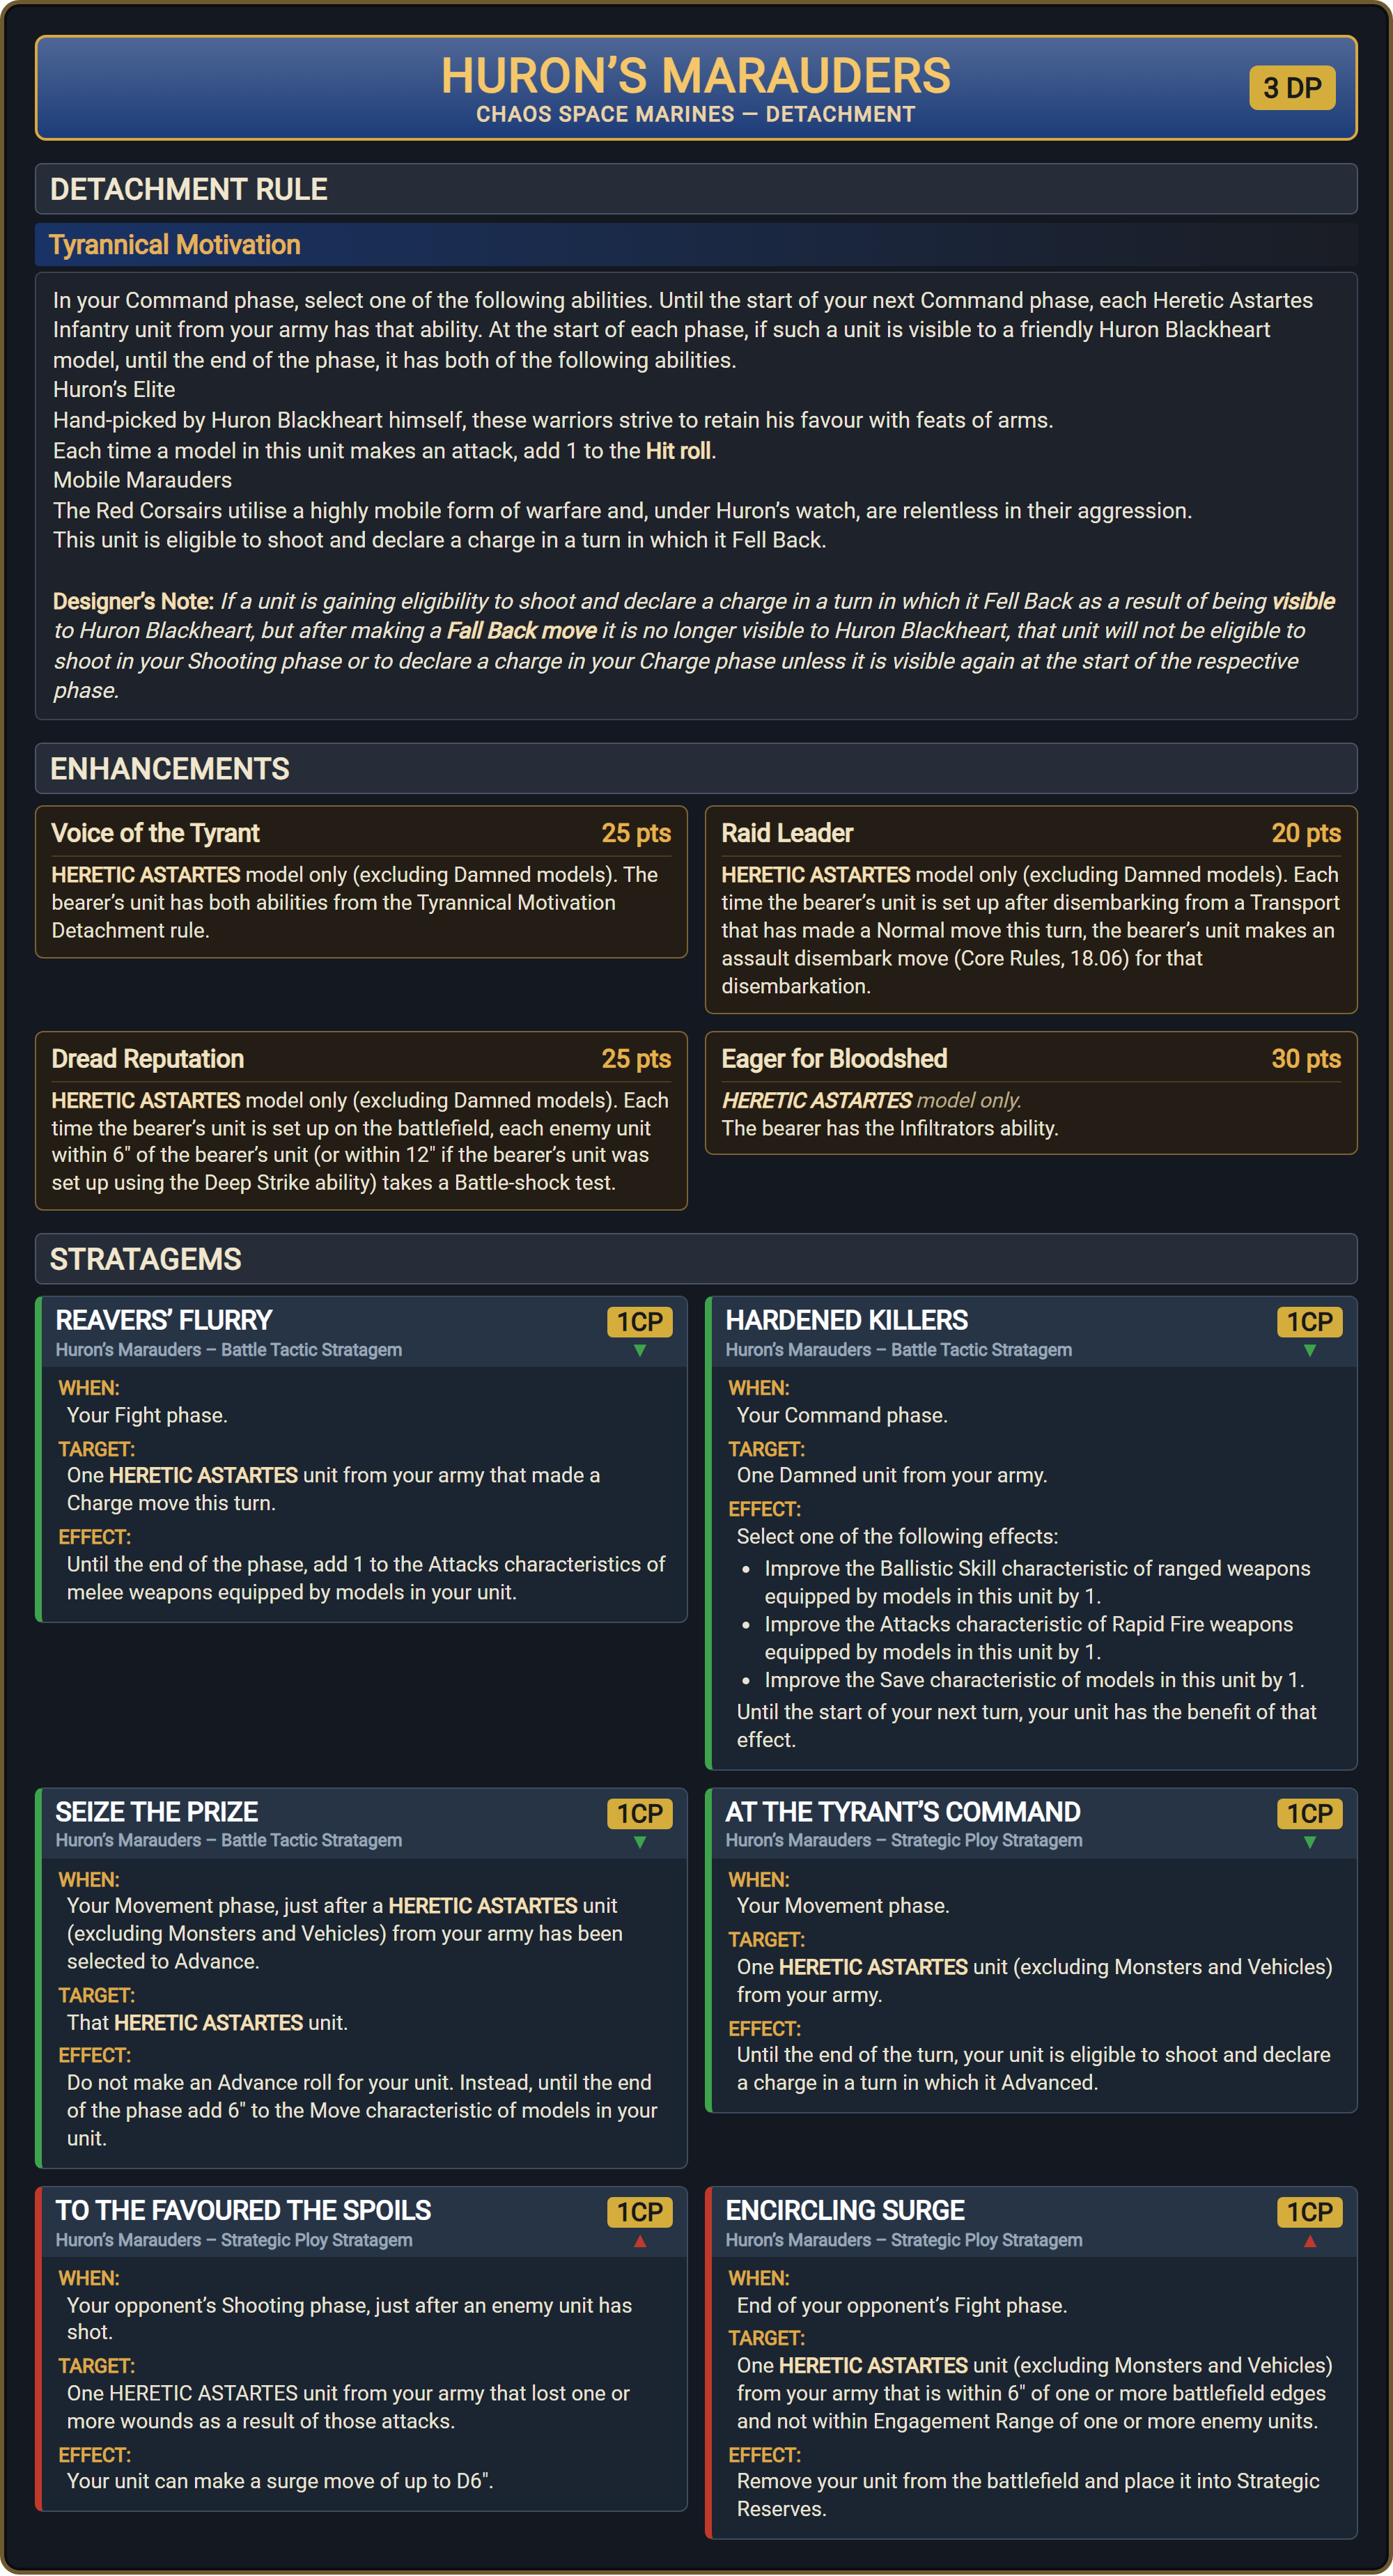 HURON’S MARAUDERS
CHAOS SPACE MARINES — DETACHMENT
3 DP
DETACHMENT RULE
Tyrannical Motivation
In your Command phase, select one of the following abilities. Until the start of your next Command phase, each Heretic Astartes
Infantry unit from your army has that ability. At the start of each phase, if such a unit is visible to a friendly Huron Blackheart
model, until the end of the phase, it has both of the following abilities.
Huron’s Elite
Hand-picked by Huron Blackheart himself, these warriors strive to retain his favour with feats of arms.
Each time a model in this unit makes an attack, add 1 to the Hit roll.
Mobile Marauders
The Red Corsairs utilise a highly mobile form of warfare and, under Huron’s watch, are relentless in their aggression.
This unit is eligible to shoot and declare a charge in a turn in which it Fell Back.
Designer’s Note: If a unit is gaining eligibility to shoot and declare a charge in a turn in which it Fell Back as a result of being visible
to Huron Blackheart, but after making a Fall Back move it is no longer visible to Huron Blackheart, that unit will not be eligible to
shoot in your Shooting phase or to declare a charge in your Charge phase unless it is visible again at the start of the respective
phase.
ENHANCEMENTS
Voice of the Tyrant
25 pts
HERETIC ASTARTES model only (excluding Damned models). The
bearer’s unit has both abilities from the Tyrannical Motivation
Detachment rule.
Raid Leader
20 pts
HERETIC ASTARTES model only (excluding Damned models). Each
time the bearer’s unit is set up after disembarking from a Transport
that has made a Normal move this turn, the bearer’s unit makes an
assault disembark move (Core Rules, 18.06) for that
disembarkation.
Dread Reputation
25 pts
HERETIC ASTARTES model only (excluding Damned models). Each
time the bearer’s unit is set up on the battlefield, each enemy unit
within 6" of the bearer’s unit (or within 12" if the bearer’s unit was
set up using the Deep Strike ability) takes a Battle-shock test.
Eager for Bloodshed
30 pts
HERETIC ASTARTES model only.
The bearer has the Infiltrators ability.
STRATAGEMS
REAVERS’ FLURRY
1CP
Huron’s Marauders – Battle Tactic Stratagem
▼
WHEN:
Your Fight phase.
TARGET:
One HERETIC ASTARTES unit from your army that made a
Charge move this turn.
EFFECT:
Until the end of the phase, add 1 to the Attacks characteristics of
melee weapons equipped by models in your unit.
HARDENED KILLERS
1CP
Huron’s Marauders – Battle Tactic Stratagem
▼
WHEN:
Your Command phase.
TARGET:
One Damned unit from your army.
EFFECT:
Select one of the following effects:
• Improve the Ballistic Skill characteristic of ranged weapons
equipped by models in this unit by 1.
• Improve the Attacks characteristic of Rapid Fire weapons
equipped by models in this unit by 1.
• Improve the Save characteristic of models in this unit by 1.
Until the start of your next turn, your unit has the benefit of that
effect.
SEIZE THE PRIZE
1CP
Huron’s Marauders – Battle Tactic Stratagem
▼
WHEN:
Your Movement phase, just after a HERETIC ASTARTES unit
(excluding Monsters and Vehicles) from your army has been
selected to Advance.
TARGET:
That HERETIC ASTARTES unit.
EFFECT:
Do not make an Advance roll for your unit. Instead, until the end
of the phase add 6" to the Move characteristic of models in your
unit.
AT THE TYRANT’S COMMAND
1CP
Huron’s Marauders – Strategic Ploy Stratagem
▼
WHEN:
Your Movement phase.
TARGET:
One HERETIC ASTARTES unit (excluding Monsters and Vehicles)
from your army.
EFFECT:
Until the end of the turn, your unit is eligible to shoot and declare
a charge in a turn in which it Advanced.
TO THE FAVOURED THE SPOILS
1CP
Huron’s Marauders – Strategic Ploy Stratagem
▲
WHEN:
Your opponent’s Shooting phase, just after an enemy unit has
shot.
TARGET:
One HERETIC ASTARTES unit from your army that lost one or
more wounds as a result of those attacks.
EFFECT:
Your unit can make a surge move of up to D6".
ENCIRCLING SURGE
1CP
Huron’s Marauders – Strategic Ploy Stratagem
▲
WHEN:
End of your opponent’s Fight phase.
TARGET:
One HERETIC ASTARTES unit (excluding Monsters and Vehicles)
from your army that is within 6" of one or more battlefield edges
and not within Engagement Range of one or more enemy units.
EFFECT:
Remove your unit from the battlefield and place it into Strategic
Reserves.